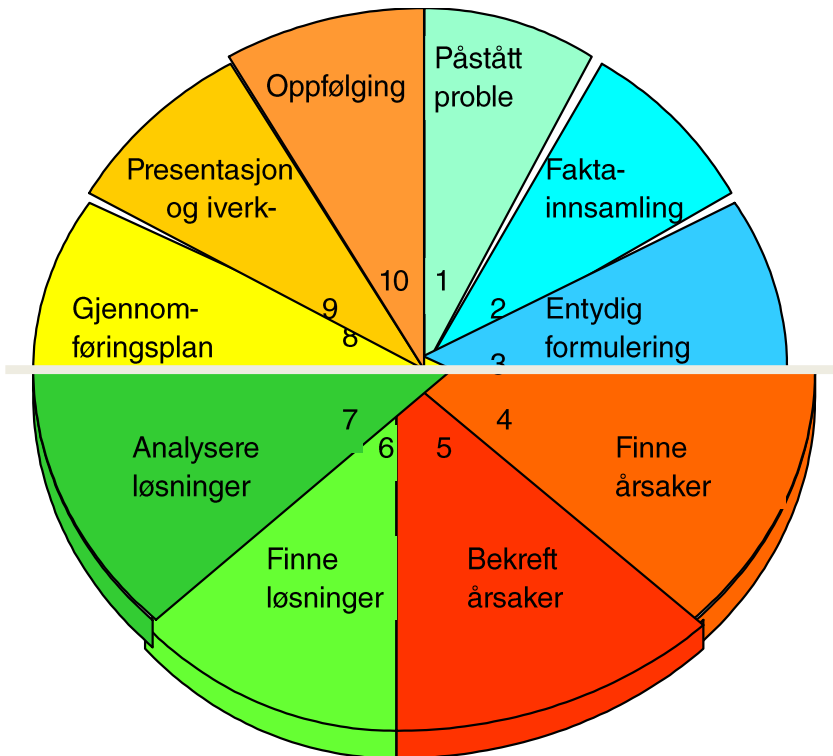 Påstått
proble
1
Fakta-
innsamling
2
Entydig
formulering
3
4
Finne
årsaker
5
Bekreft
årsaker
6
Finne
løsninger
7
Analysere
løsninger
8
Gjennom-
føringsplan
9
Presentasjon
og iverk-
10
Oppfølging